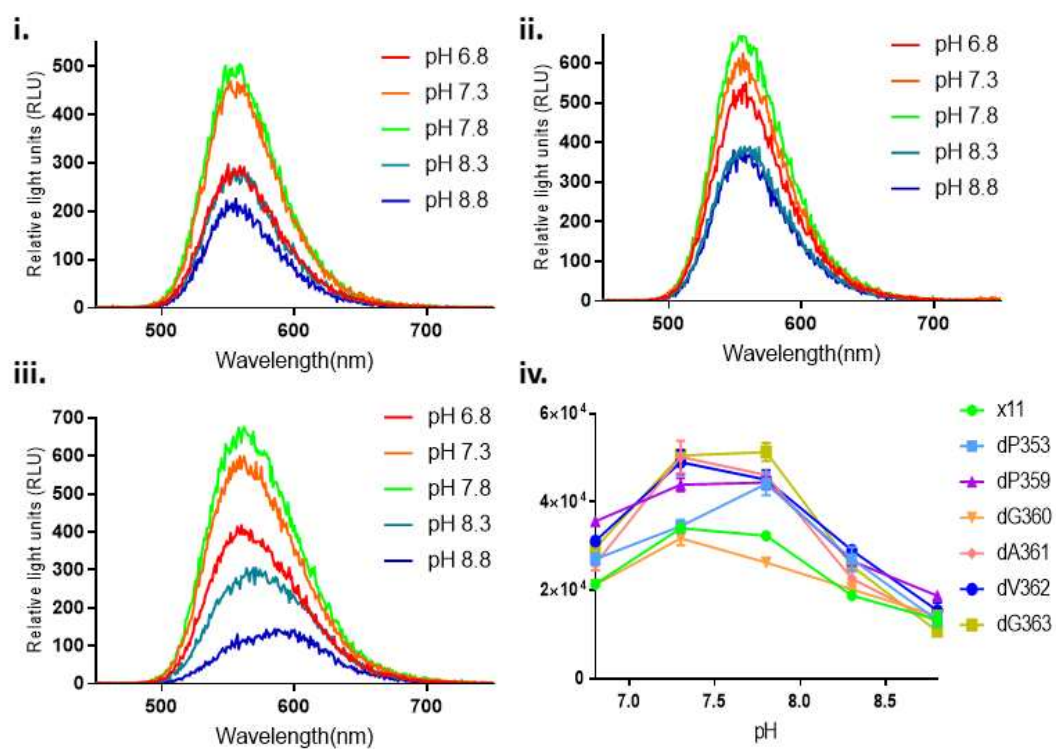 i.
Relative light units (RLU)
500
400
300
200
100
0
500
600
700
Wavelength(nm)
pH 6.8
pH 7.3
pH 7.8
pH 8.3
pH 8.8
ii.
Relative light units (RLU)
600
500
400
300
200
100
0
500
600
700
Wavelength(nm)
pH 6.8
pH 7.3
pH 7.8
pH 8.3
pH 8.8
iii.
Relative light units (RLU)
700
600
500
400
300
200
100
0
500
600
700
Wavelength(nm)
pH 6.8
pH 7.3
pH 7.8
pH 8.3
pH 8.8
iv.
6×10⁴
4×10⁴
2×10⁴
0
7.0
7.5
8.0
8.5
pH
x11
dP353
dP359
dG360
dA361
dV362
dG363